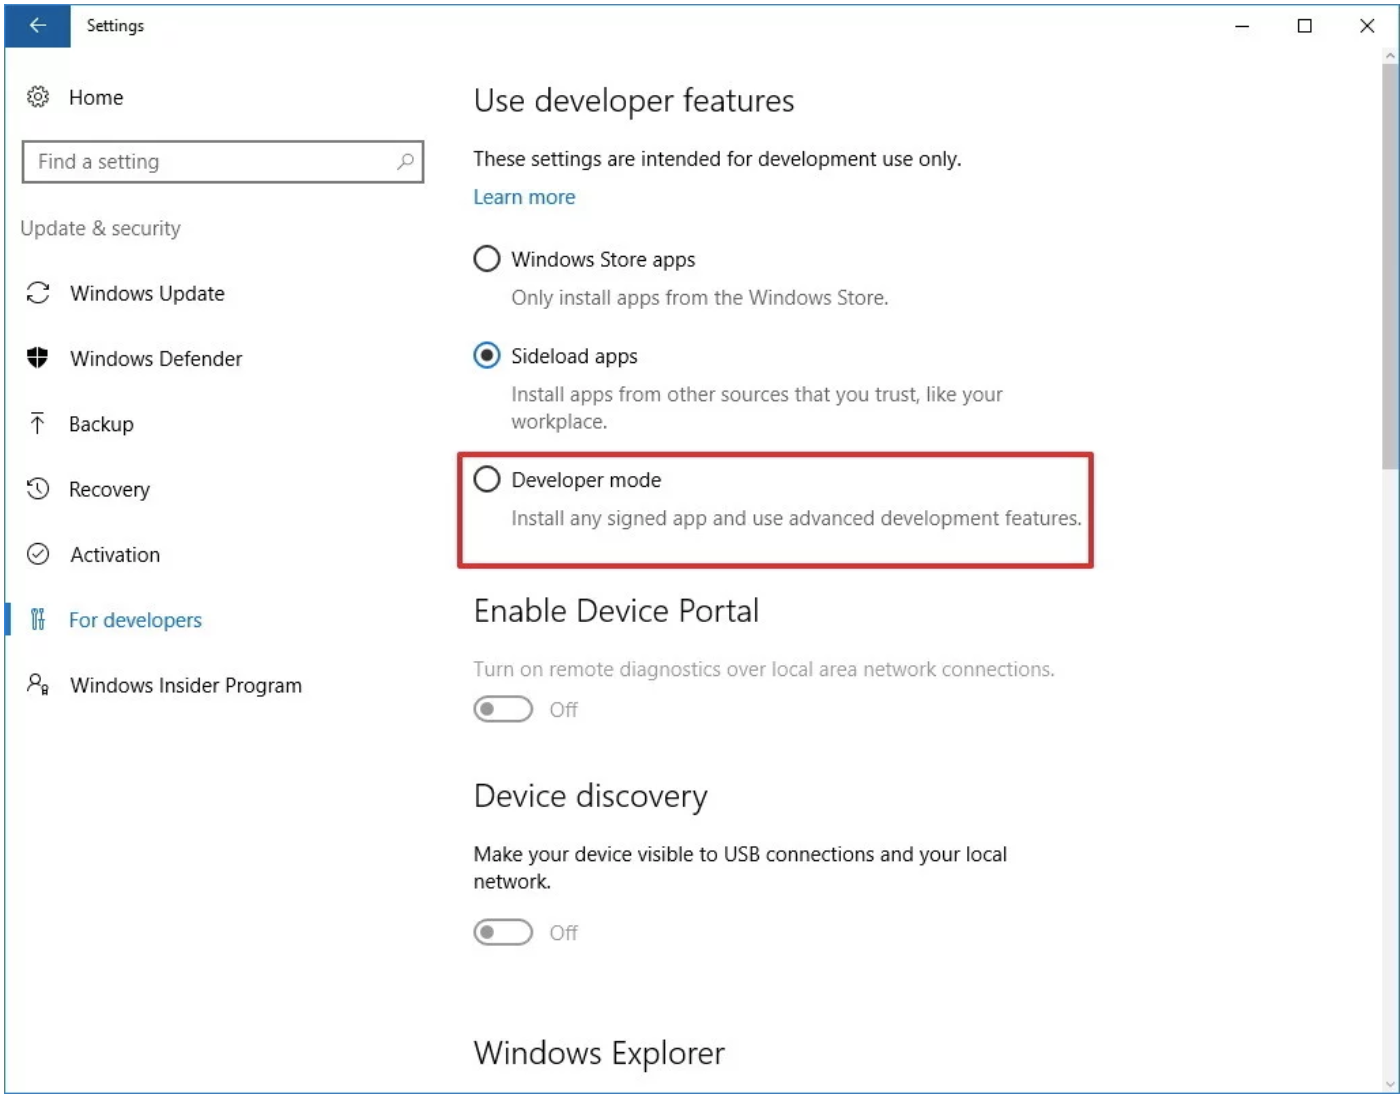 Settings
Home
Find a setting
Update & security
Windows Update
Windows Defender
Backup
Recovery
Activation
For developers
Windows Insider Program
Use developer features
These settings are intended for development use only.
Learn more
Windows Store apps
Only install apps from the Windows Store.
Sideload apps
Install apps from other sources that you trust, like your
workplace.
Developer mode
Install any signed app and use advanced development features.
Enable Device Portal
Turn on remote diagnostics over local area network connections.
Off
Device discovery
Make your device visible to USB connections and your local
network.
Off
Windows Explorer